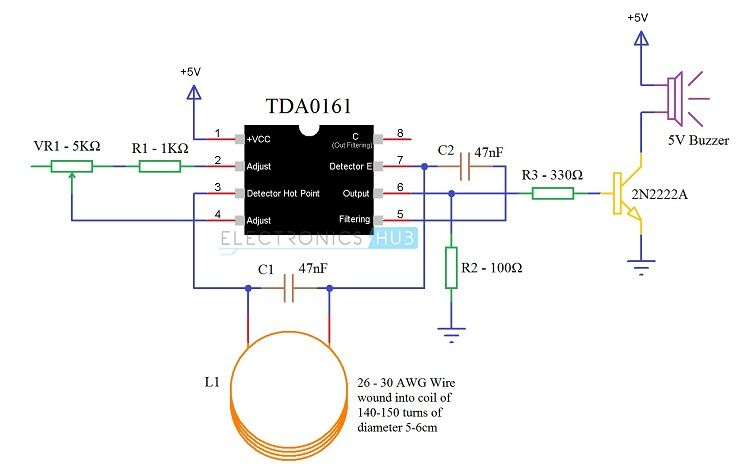 +5V
+5V
TDA0161
VR1 - 5KΩ
R1 - 1KΩ
1
+VCC
C
(Out Filtering)
8
C2
47nF
5V Buzzer
2
Adjust
Detector E
7
3
Detector Hot Point
Output
6
R3 - 330Ω
2N2222A
4
Adjust
Filtering
5
ELECTRONICS HUB
C1
47nF
R2 - 100Ω
L1
26 - 30 AWG Wire
wound into coil of
140-150 turns of
diameter 5-6cm